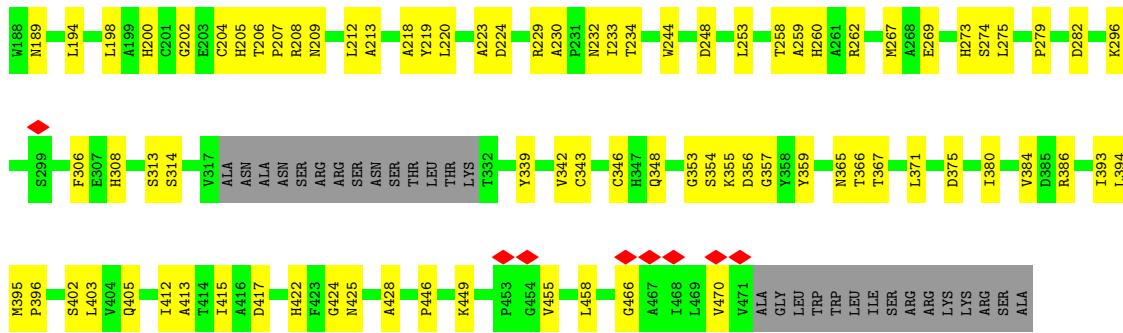 W188 N189 L194 L198 A199 H200 C201 G202 E203 C204 H205 T206 P207 R208 N209 L212 A213 A218 Y219 L220 A223 D224 R229 A230 P231 N232 I233 T234 W244 D248 L253 T258 A259 H260 A261 R262 M267 A268 E269 H273 S274 L275 P279 D282 K296
S299 F306 E307 H308 S313 S314 V317 ALA ASN ALA ASN SER ARG ARG SER ASN SER THR LEU THR LYS T332 Y339 V342 C343 C346 H347 Q348 G353 S354 K355 D356 G357 Y358 Y359 N365 T366 T367 L371 D375 I380 V384 D385 R386 I393 L394
M395 P396 S402 L403 V404 Q405 I412 A413 T414 I415 A416 D417 H422 F423 G424 N425 A428 P446 K449 P453 G454 V455 L458 G466 A467 I468 L469 V470 V471 ALA GLY LEU TRP TRP LEU ILE SER ARG ARG LYS LYS ARG SER ALA